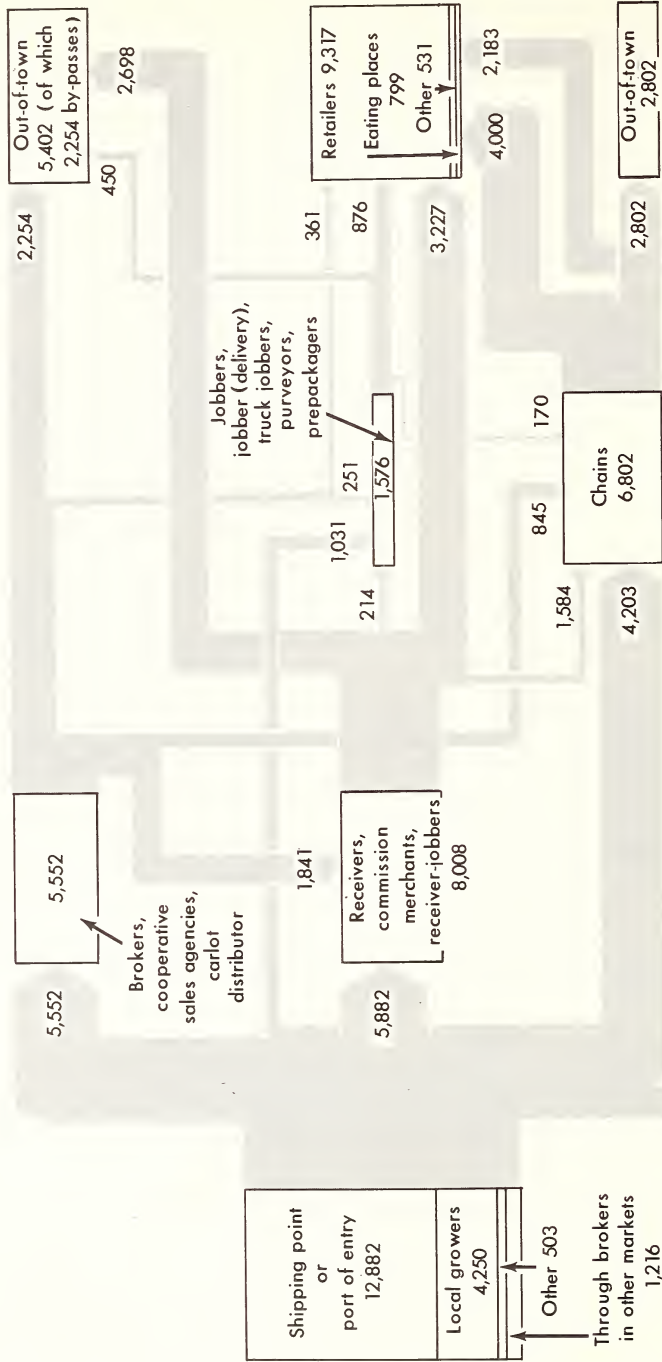 Shipping point
or
port of entry
12,882
Local growers
4,250
Other 503
Through brokers
in other markets
1,216
5,552
5,552
Brokers,
cooperative
sales agencies,
carlot
distributor
5,882
1,841
Receivers,
commission
merchants,
receiver-jobbers
8,008
1,031
214
251
1,576
Jobbers,
jobber (delivery),
truck jobbers,
purveyors,
prepackagers
4,203
1,584
845
170
Chains
6,802
2,254
450
2,698
Out-of-town
5,402 (of which
2,254 by-passes)
361
876
3,227
Retailers 9,317
Eating places
799
Other 531
4,000
2,183
2,802
Out-of-town
2,802